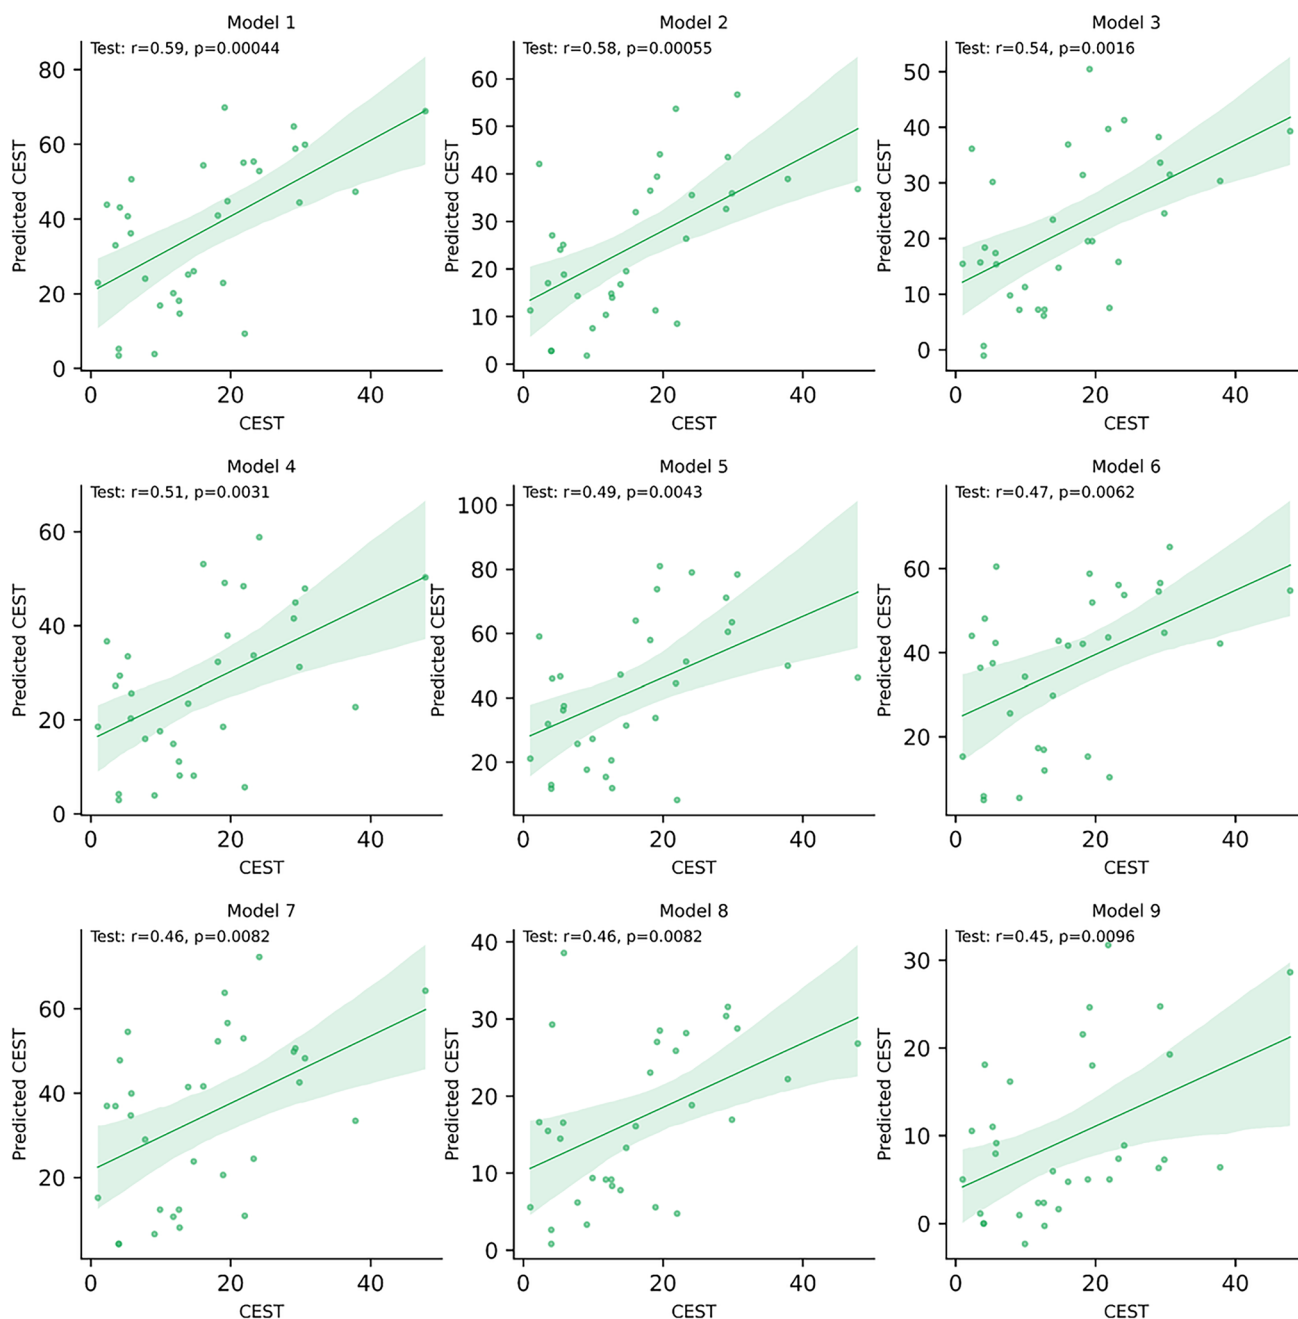 Model 1
Test: r=0.59, p=0.00044
80
60
40
20
0
Predicted CEST
0 20 40
CEST
Model 2
Test: r=0.58, p=0.00055
60
50
40
30
20
10
0
Predicted CEST
0 20 40
CEST
Model 3
Test: r=0.54, p=0.0016
50
40
30
20
10
0
Predicted CEST
0 20 40
CEST
Model 4
Test: r=0.51, p=0.0031
60
40
20
0
Predicted CEST
0 20 40
CEST
Model 5
Test: r=0.49, p=0.0043
100
80
60
40
20
Predicted CEST
0 20 40
CEST
Model 6
Test: r=0.47, p=0.0062
60
40
20
Predicted CEST
0 20 40
CEST
Model 7
Test: r=0.46, p=0.0082
60
40
20
Predicted CEST
0 20 40
CEST
Model 8
Test: r=0.46, p=0.0082
40
30
20
10
0
Predicted CEST
0 20 40
CEST
Model 9
Test: r=0.45, p=0.0096
30
20
10
0
Predicted CEST
0 20 40
CEST